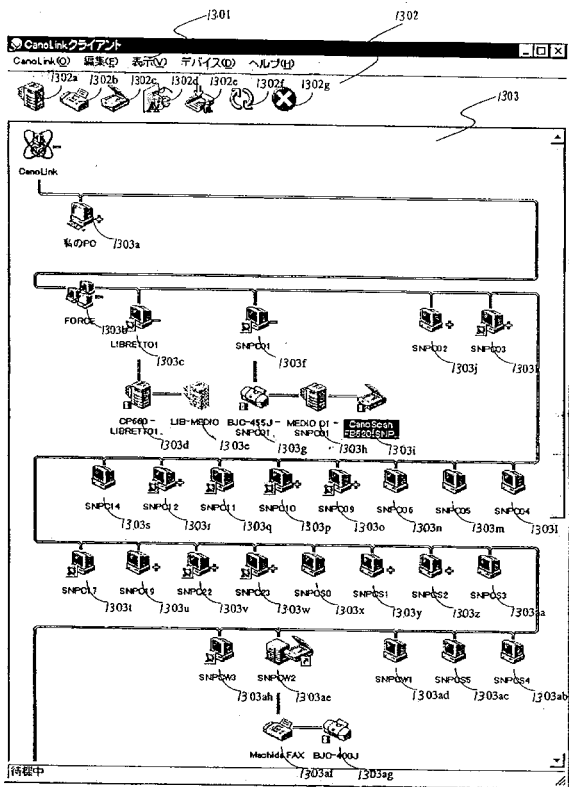 1301
1302
CanoLinkクライアント
CanoLink(O) 編集(E) 表示(V) デバイス(D) ヘルプ(H)
1302a 1302b 1302c 1302d 1302e 1302f 1302g
1303
CanoLink
私のPC 1303a
FORCE 1303b
LIBRETTO1 1303c
SNPC01 1303f
SNPC02 1303j
SNPC03
CP660 - LIBRETTO1. 1303d
LIB-MEDIO 1303e
BJC-455J - SNPC01. 1303g
MEDIO D1 - SNPC01 1303h
CanoScan 1303i
SNPC14 SNPC12 SNPC11 SNPC10 SNPC09 SNPC06 SNPC05 SNPC04
1303s 1303r 1303q 1303p 1303o 1303n 1303m 1303l
SNPC17 SNPC19 SNPC22 SNPC23 SNPCS0 SNPCS1 SNPCS2 SNPCS3
1303t 1303u 1303v 1303w 1303x 1303y 1303z 1303aa
SNPCW3 SNPCW2 SNPCW1 SNPCS5 SNPCS4
1303ah 1303ae 1303ad 1303ac 1303ab
Machida FAX BJC-400J
1303af 1303ag
待機中